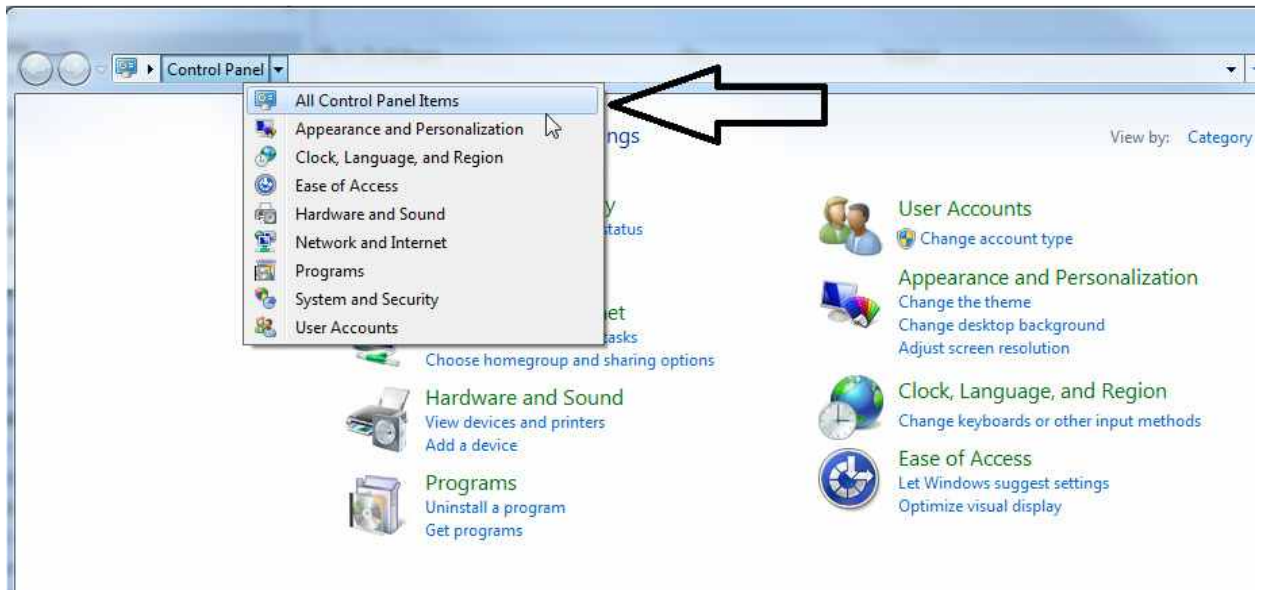 Control Panel
All Control Panel Items
Appearance and Personalization
Clock, Language, and Region
Ease of Access
Hardware and Sound
Network and Internet
Programs
System and Security
User Accounts
ngs
View by: Category
y
status
et
tasks
Choose homegroup and sharing options
Hardware and Sound
View devices and printers
Add a device
Programs
Uninstall a program
Get programs
User Accounts
Change account type
Appearance and Personalization
Change the theme
Change desktop background
Adjust screen resolution
Clock, Language, and Region
Change keyboards or other input methods
Ease of Access
Let Windows suggest settings
Optimize visual display